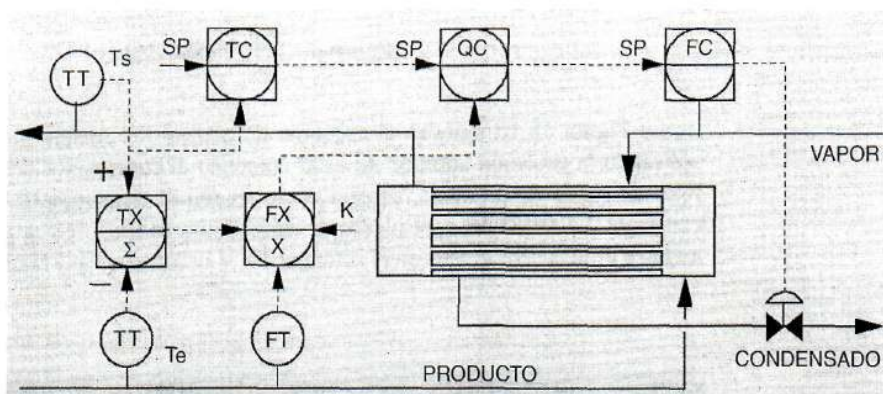 SP TC SP QC SP FC
TT Ts
VAPOR
+
TX Σ
FX X
K
−
TT Te
FT
PRODUCTO
CONDENSADO